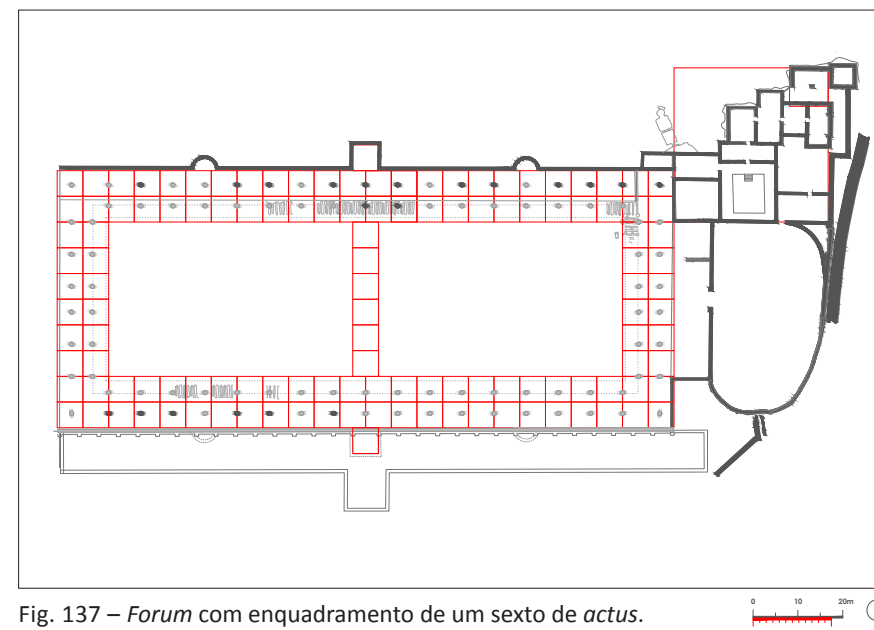 Fig. 137 – Forum com enquadramento de um sexto de actus.
0 10 20m